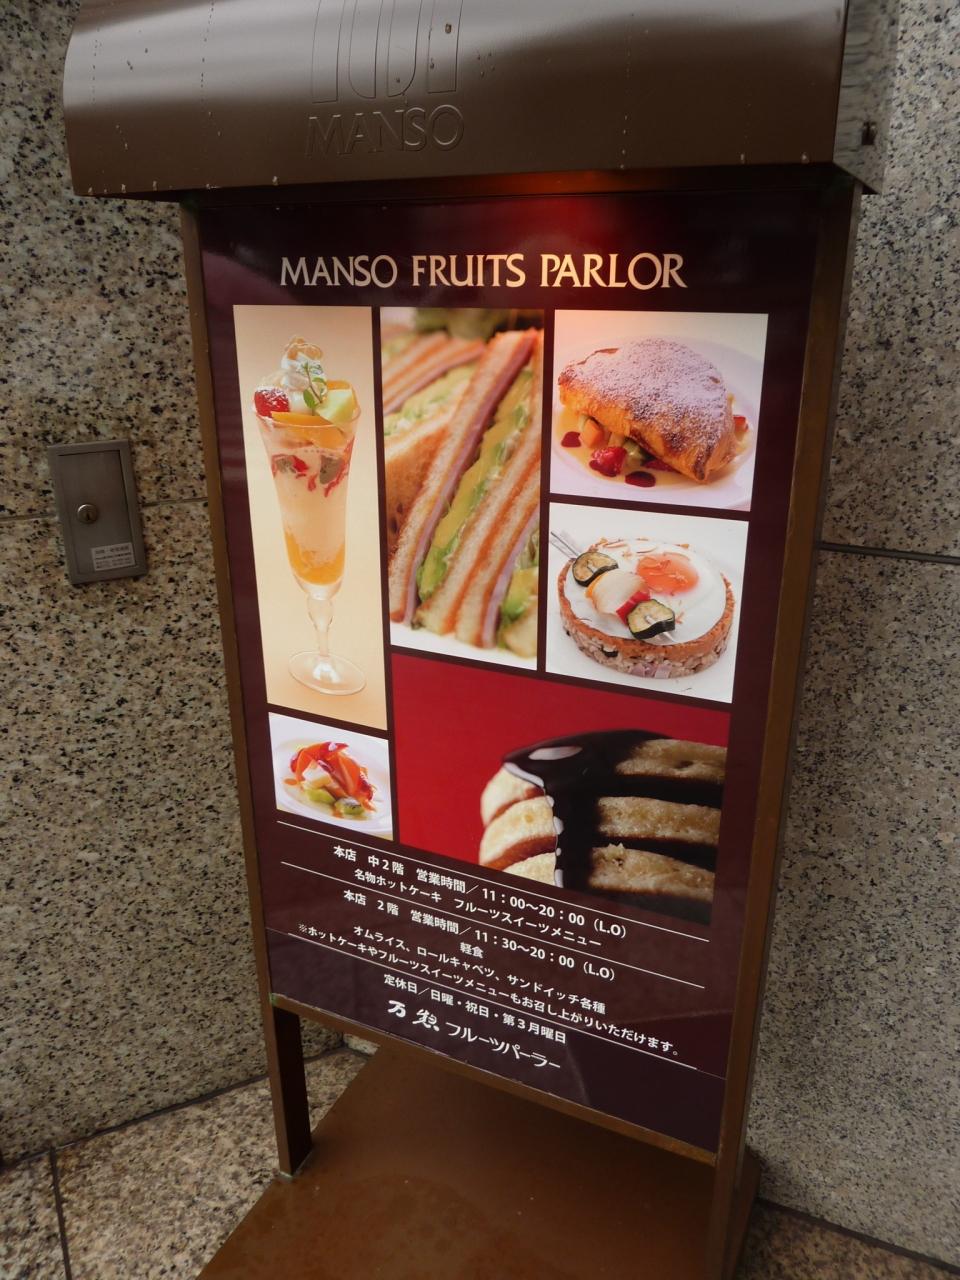 MANSO
MANSO FRUITS PARLOR
本店 中2階 営業時間／11：00～20：00（L.O）
名物ホットケーキ フルーツスイーツメニュー
本店 2階 営業時間／11：30～20：00（L.O）
軽食
オムライス、ロールキャベツ、サンドイッチ各種
※ホットケーキやフルーツスイーツメニューもお召し上がりいただけます。
定休日／日曜・祝日・第3月曜日
万惣 フルーツパーラー